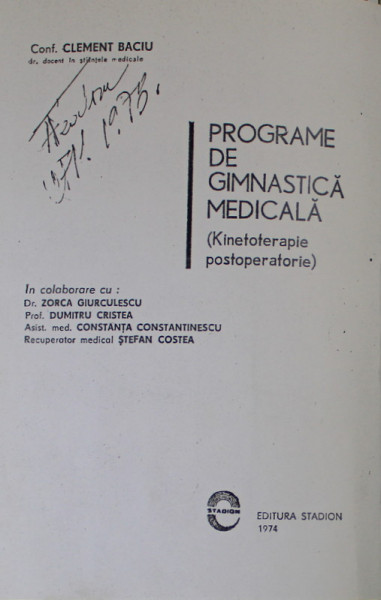 Conf. CLEMENT BACIU
dr. docent în științele medicale
PROGRAME
DE
GIMNASTICĂ
MEDICALĂ
(Kinetoterapie
postoperatorie)
In colaborare cu :
Dr. ZORCA GIURCULESCU
Prof. DUMITRU CRISTEA
Asist. med. CONSTANȚA CONSTANTINESCU
Recuperator medical ȘTEFAN COSTEA
STADION
EDITURA STADION
1974